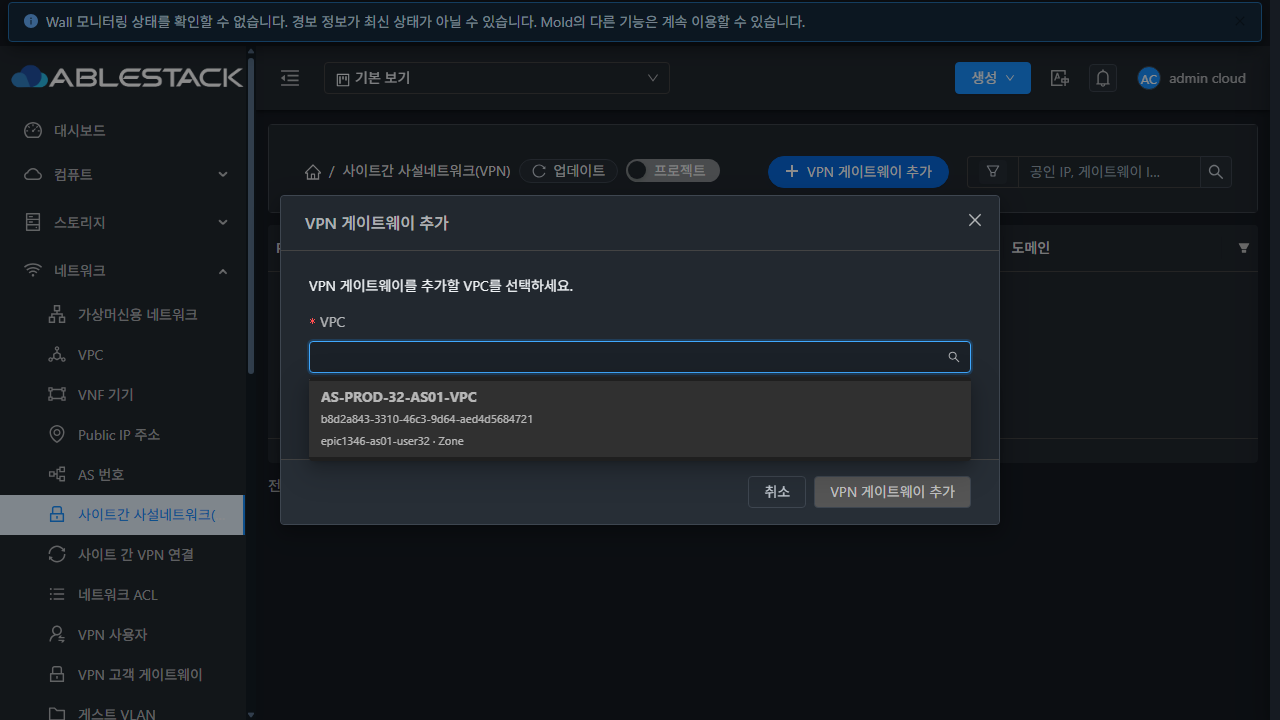 Wall 모니터링 상태를 확인할 수 없습니다. 경보 정보가 최신 상태가 아닐 수 있습니다. Mold의 다른 기능은 계속 이용할 수 있습니다.
ABLESTACK
기본 보기
생성
AC admin cloud
대시보드
컴퓨트
스토리지
네트워크
가상머신용 네트워크
VPC
VNF 기기
Public IP 주소
AS 번호
사이트간 사설네트워크(
사이트 간 VPN 연결
네트워크 ACL
VPN 사용자
VPN 고객 게이트웨이
게스트 VLAN
/ 사이트간 사설네트워크(VPN)
업데이트
프로젝트
+ VPN 게이트웨이 추가
공인 IP, 게이트웨이 I...
도메인
전
VPN 게이트웨이 추가
VPN 게이트웨이를 추가할 VPC를 선택하세요.
* VPC
AS-PROD-32-AS01-VPC
b8d2a843-3310-46c3-9d64-aed4d5684721
epic1346-as01-user32 · Zone
취소
VPN 게이트웨이 추가